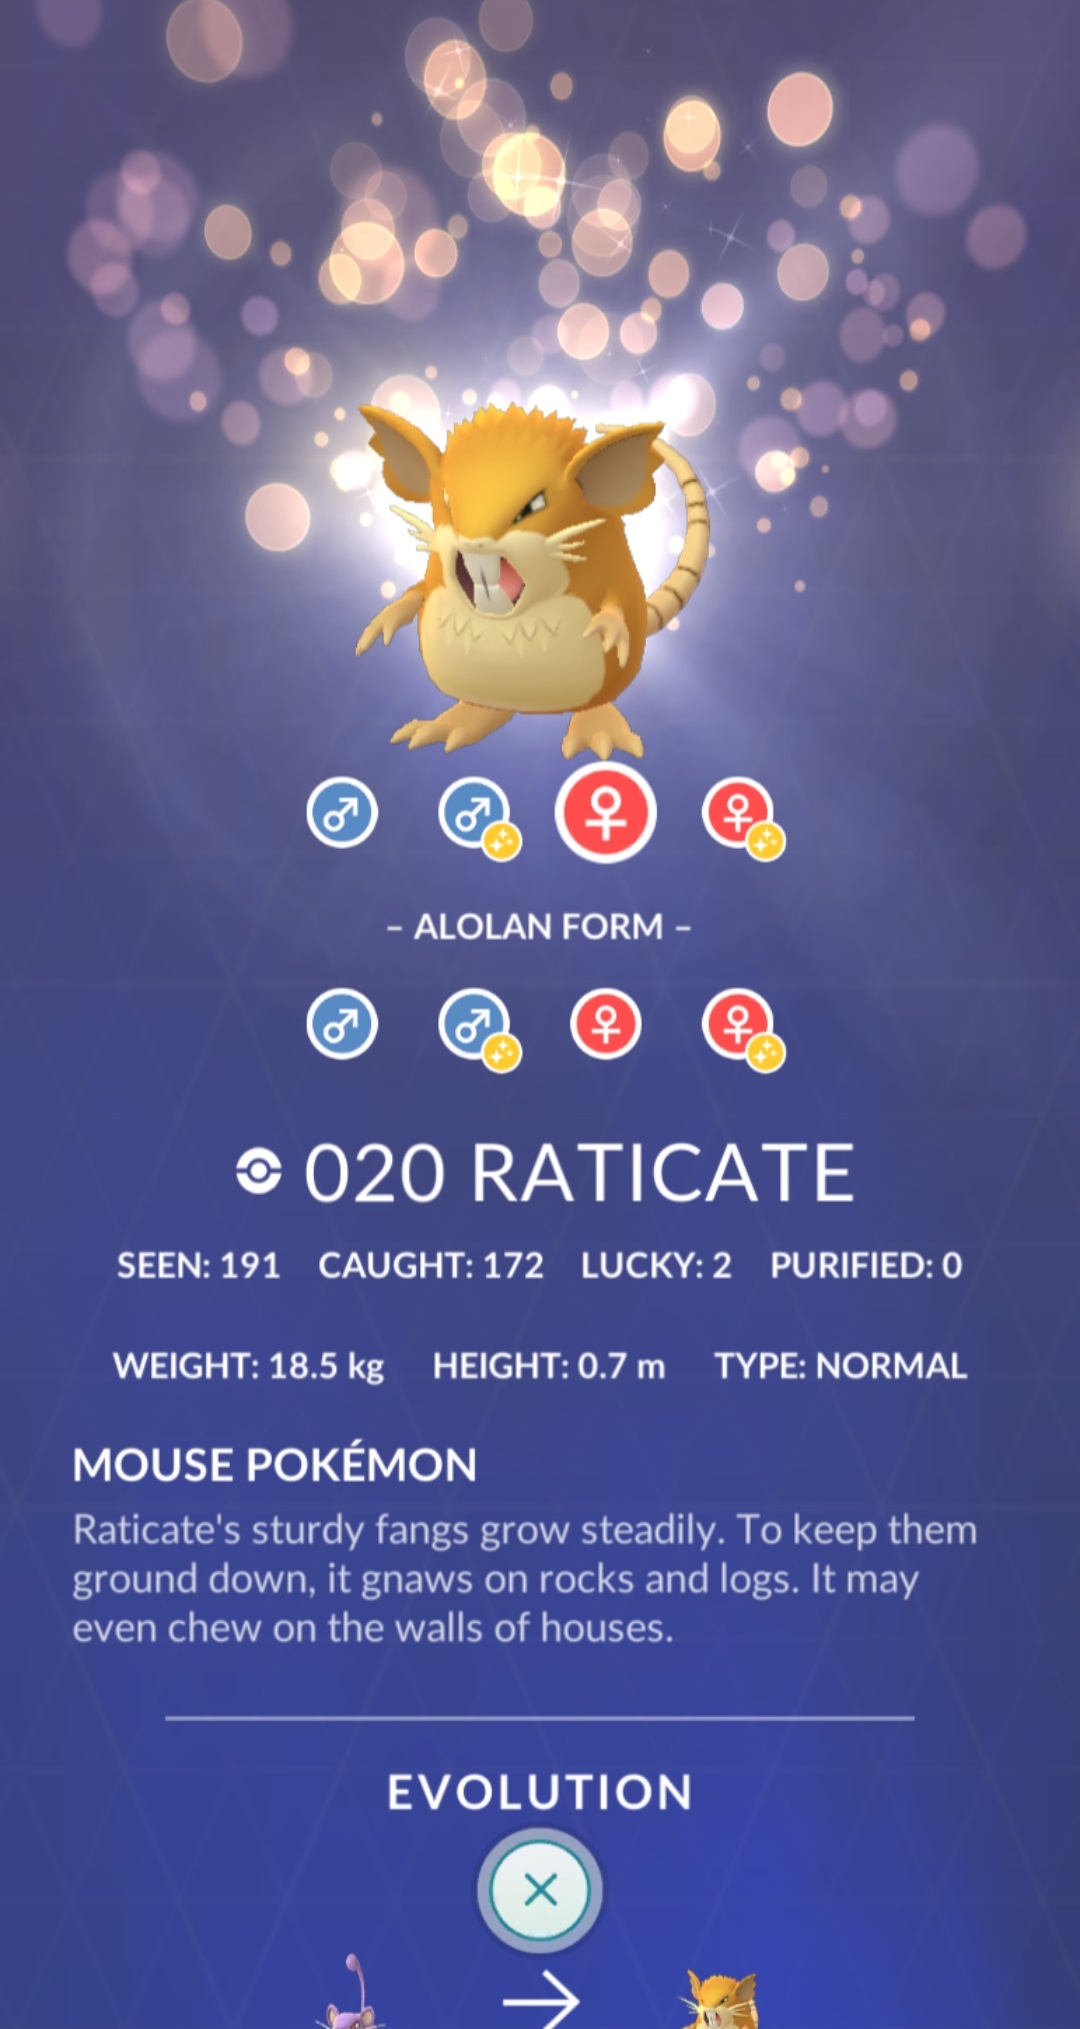 – ALOLAN FORM –
020 RATICATE
SEEN: 191 CAUGHT: 172 LUCKY: 2 PURIFIED: 0
WEIGHT: 18.5 kg HEIGHT: 0.7 m TYPE: NORMAL
MOUSE POKÉMON
Raticate's sturdy fangs grow steadily. To keep them
ground down, it gnaws on rocks and logs. It may
even chew on the walls of houses.
EVOLUTION